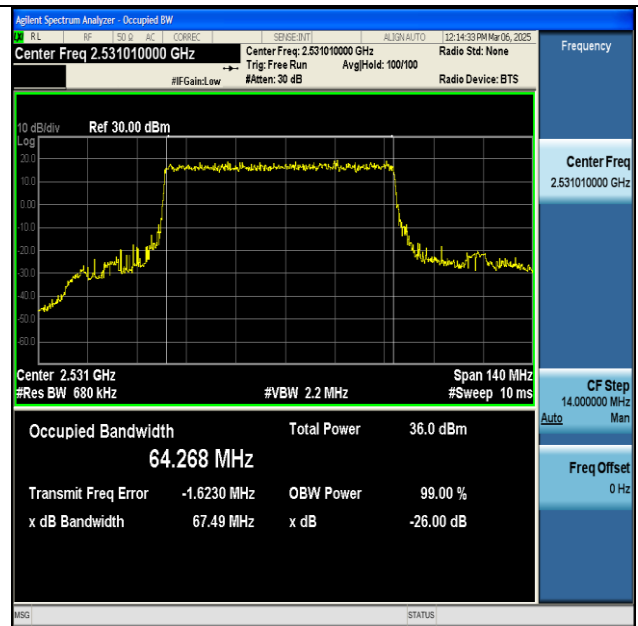 Agilent Spectrum Analyzer - Occupied BW
LXI RL RF 50 Ω AC CORREC SENSE:INT ALIGN AUTO 12:14:33 PM Mar 06, 2025
Center Freq 2.531010000 GHz
Center Freq: 2.531010000 GHz
Radio Std: None
Trig: Free Run Avg|Hold: 100/100
#IFGain:Low #Atten: 30 dB Radio Device: BTS
10 dB/div Ref 30.00 dBm
Log
20.0
10.0
0.00
-10.0
-20.0
-30.0
-40.0
-50.0
-60.0
Center 2.531 GHz Span 140 MHz
#Res BW 680 kHz #VBW 2.2 MHz #Sweep 10 ms
Occupied Bandwidth Total Power 36.0 dBm
64.268 MHz
Transmit Freq Error -1.6230 MHz OBW Power 99.00 %
x dB Bandwidth 67.49 MHz x dB -26.00 dB
MSG STATUS
Frequency
Center Freq
2.531010000 GHz
CF Step
14.000000 MHz
Auto Man
Freq Offset
0 Hz